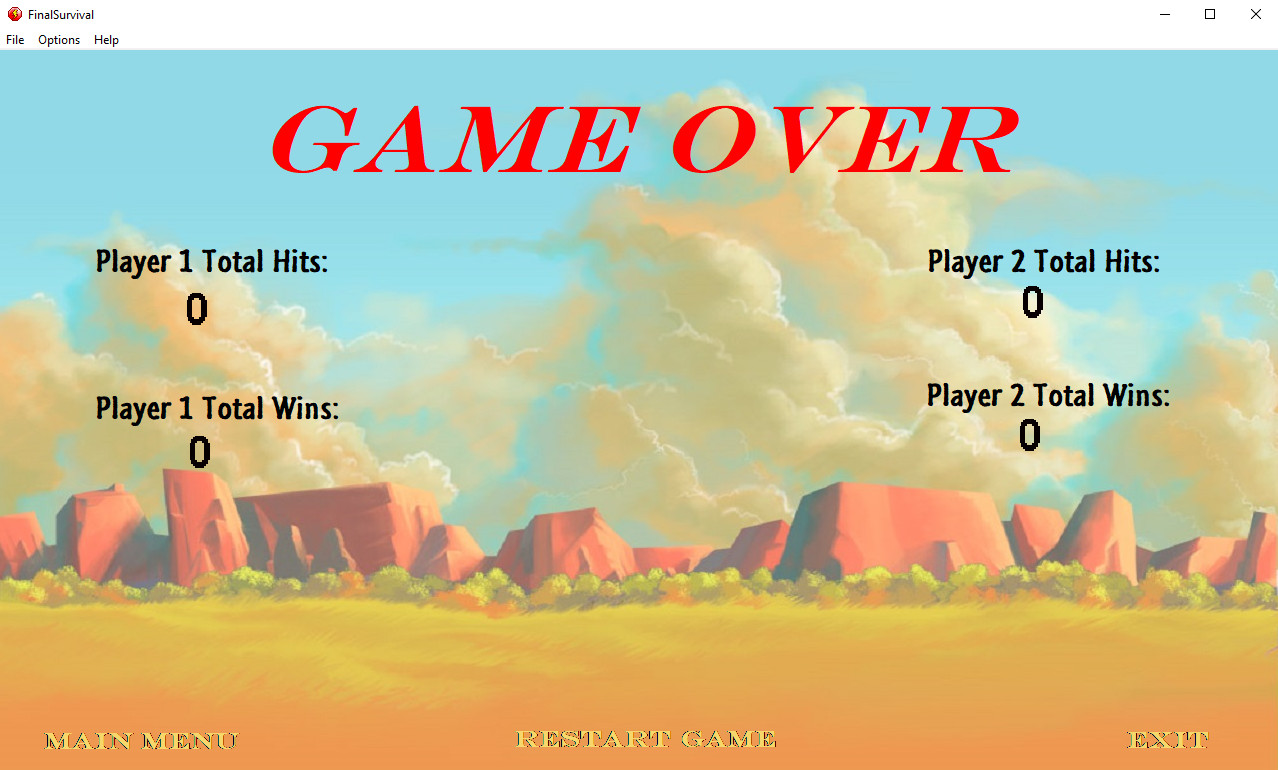 FinalSurvival
File Options Help
GAME OVER
Player 1 Total Hits:
0
Player 2 Total Hits:
0
Player 1 Total Wins:
0
Player 2 Total Wins:
0
MAIN MENU
RESTART GAME
EXIT